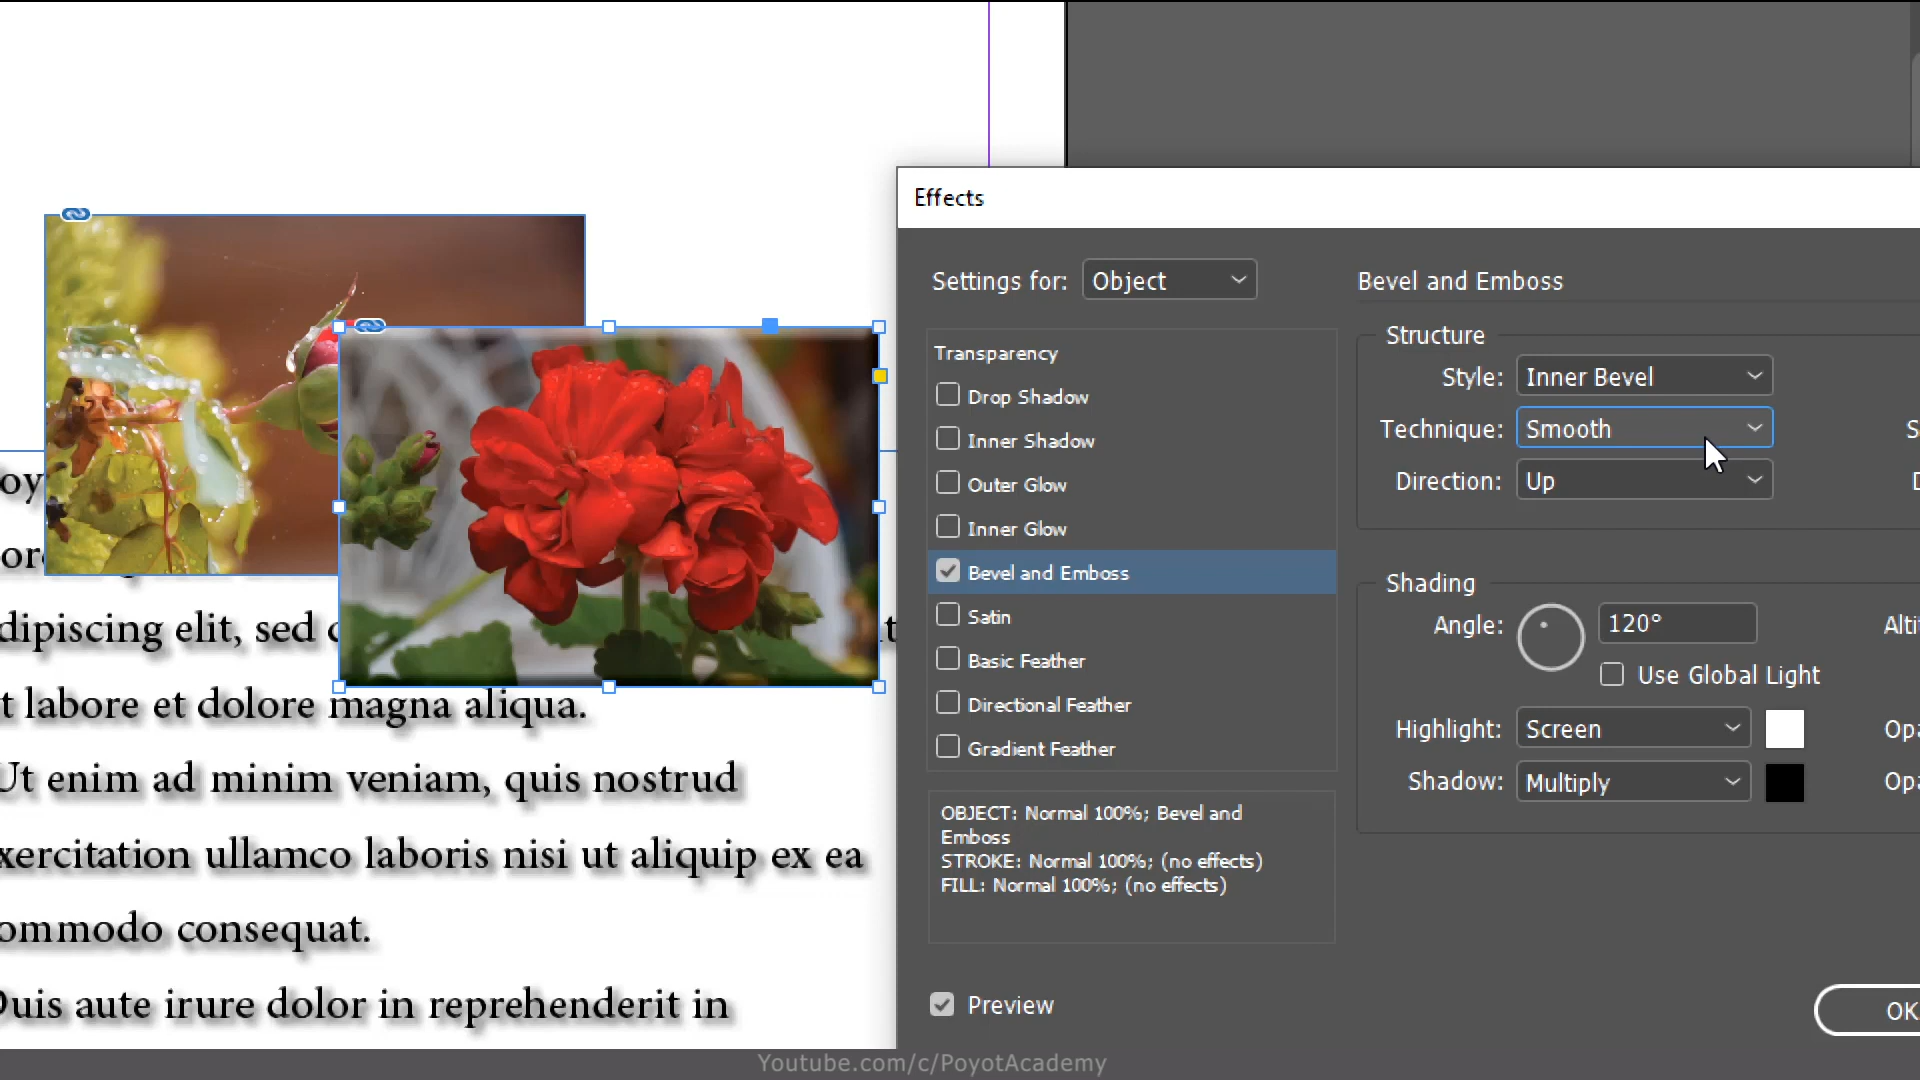 Effects
Settings for: Object
Transparency
Drop Shadow
Inner Shadow
Outer Glow
Inner Glow
Bevel and Emboss
Satin
Basic Feather
Directional Feather
Gradient Feather
OBJECT: Normal 100%; Bevel and
Emboss
STROKE: Normal 100%; (no effects)
FILL: Normal 100%; (no effects)
Preview
Bevel and Emboss
Structure
Style: Inner Bevel
Technique: Smooth
Direction: Up
Shading
Angle: 120°
Use Global Light
Highlight: Screen
Shadow: Multiply
OK
dipiscing elit, sed
t labore et dolore magna aliqua.
Ut enim ad minim veniam, quis nostrud
xercitation ullamco laboris nisi ut aliquip ex ea
ommodo consequat.
Duis aute irure dolor in reprehenderit in
Youtube.com/c/PoyotAcademy